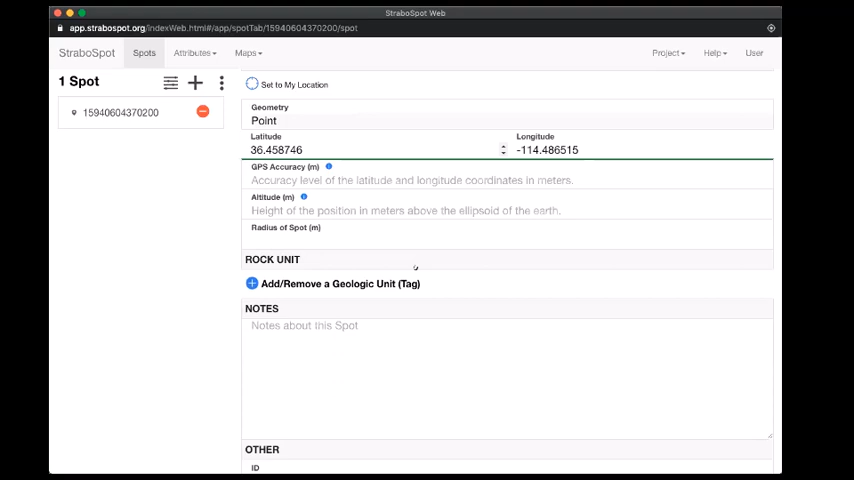 StraboSpot Web
app.strabospot.org/indexWeb.html#/app/spotTab/15940604370200/spot
StraboSpot Spots Attributes Maps Project Help User
1 Spot
15940604370200
Set to My Location
Geometry
Point
Latitude Longitude
36.458746 -114.486515
GPS Accuracy (m)
Accuracy level of the latitude and longitude coordinates in meters.
Altitude (m)
Height of the position in meters above the ellipsoid of the earth.
Radius of Spot (m)
ROCK UNIT
Add/Remove a Geologic Unit (Tag)
NOTES
Notes about this Spot
OTHER
ID